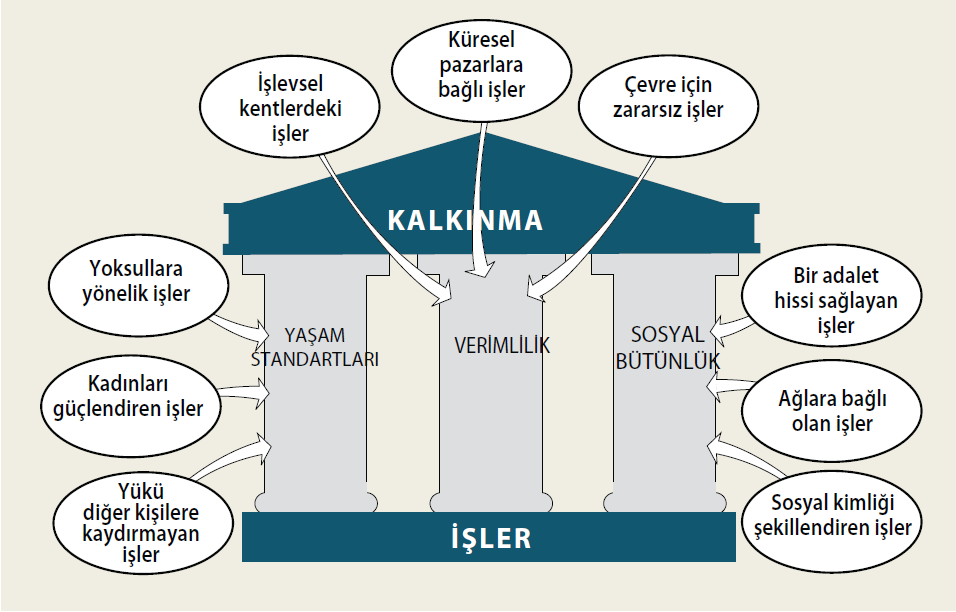 Küresel
pazarlara
bağlı işler
İşlevsel
kentlerdeki
işler
Çevre için
zararsız işler
KALKINMA
Yoksullara
yönelik işler
Kadınları
güçlendiren işler
Yükü
diğer kişilere
kaydırmayan
işler
YAŞAM
STANDARTLARI
VERİMLİLİK
SOSYAL
BÜTÜNLÜK
Bir adalet
hissi sağlayan
işler
Ağlara bağlı
olan işler
Sosyal kimliği
şekillendiren işler
İŞLER